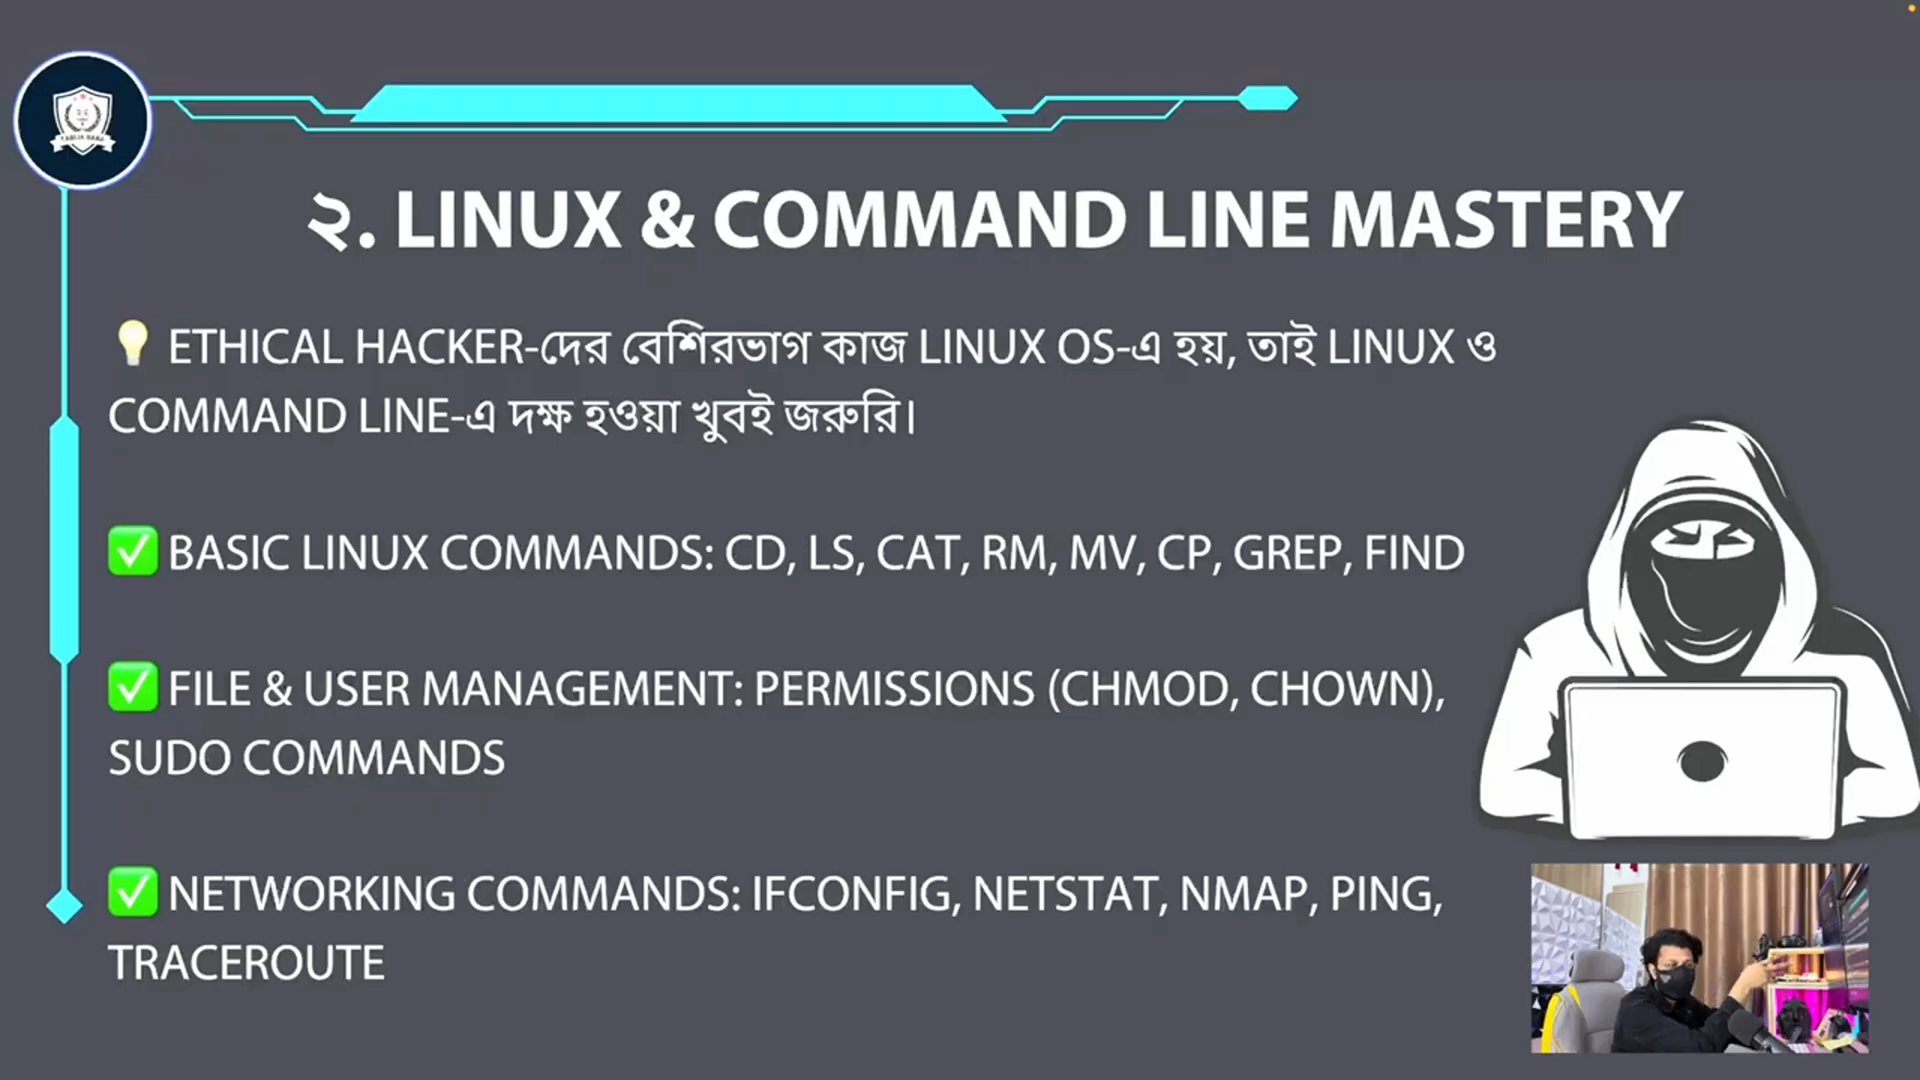 ২. LINUX & COMMAND LINE MASTERY
💡 ETHICAL HACKER-দের বেশিরভাগ কাজ LINUX OS-এ হয়, তাই LINUX ও
COMMAND LINE-এ দক্ষ হওয়া খুবই জরুরি।
✅ BASIC LINUX COMMANDS: CD, LS, CAT, RM, MV, CP, GREP, FIND
✅ FILE & USER MANAGEMENT: PERMISSIONS (CHMOD, CHOWN),
SUDO COMMANDS
✅ NETWORKING COMMANDS: IFCONFIG, NETSTAT, NMAP, PING,
TRACEROUTE